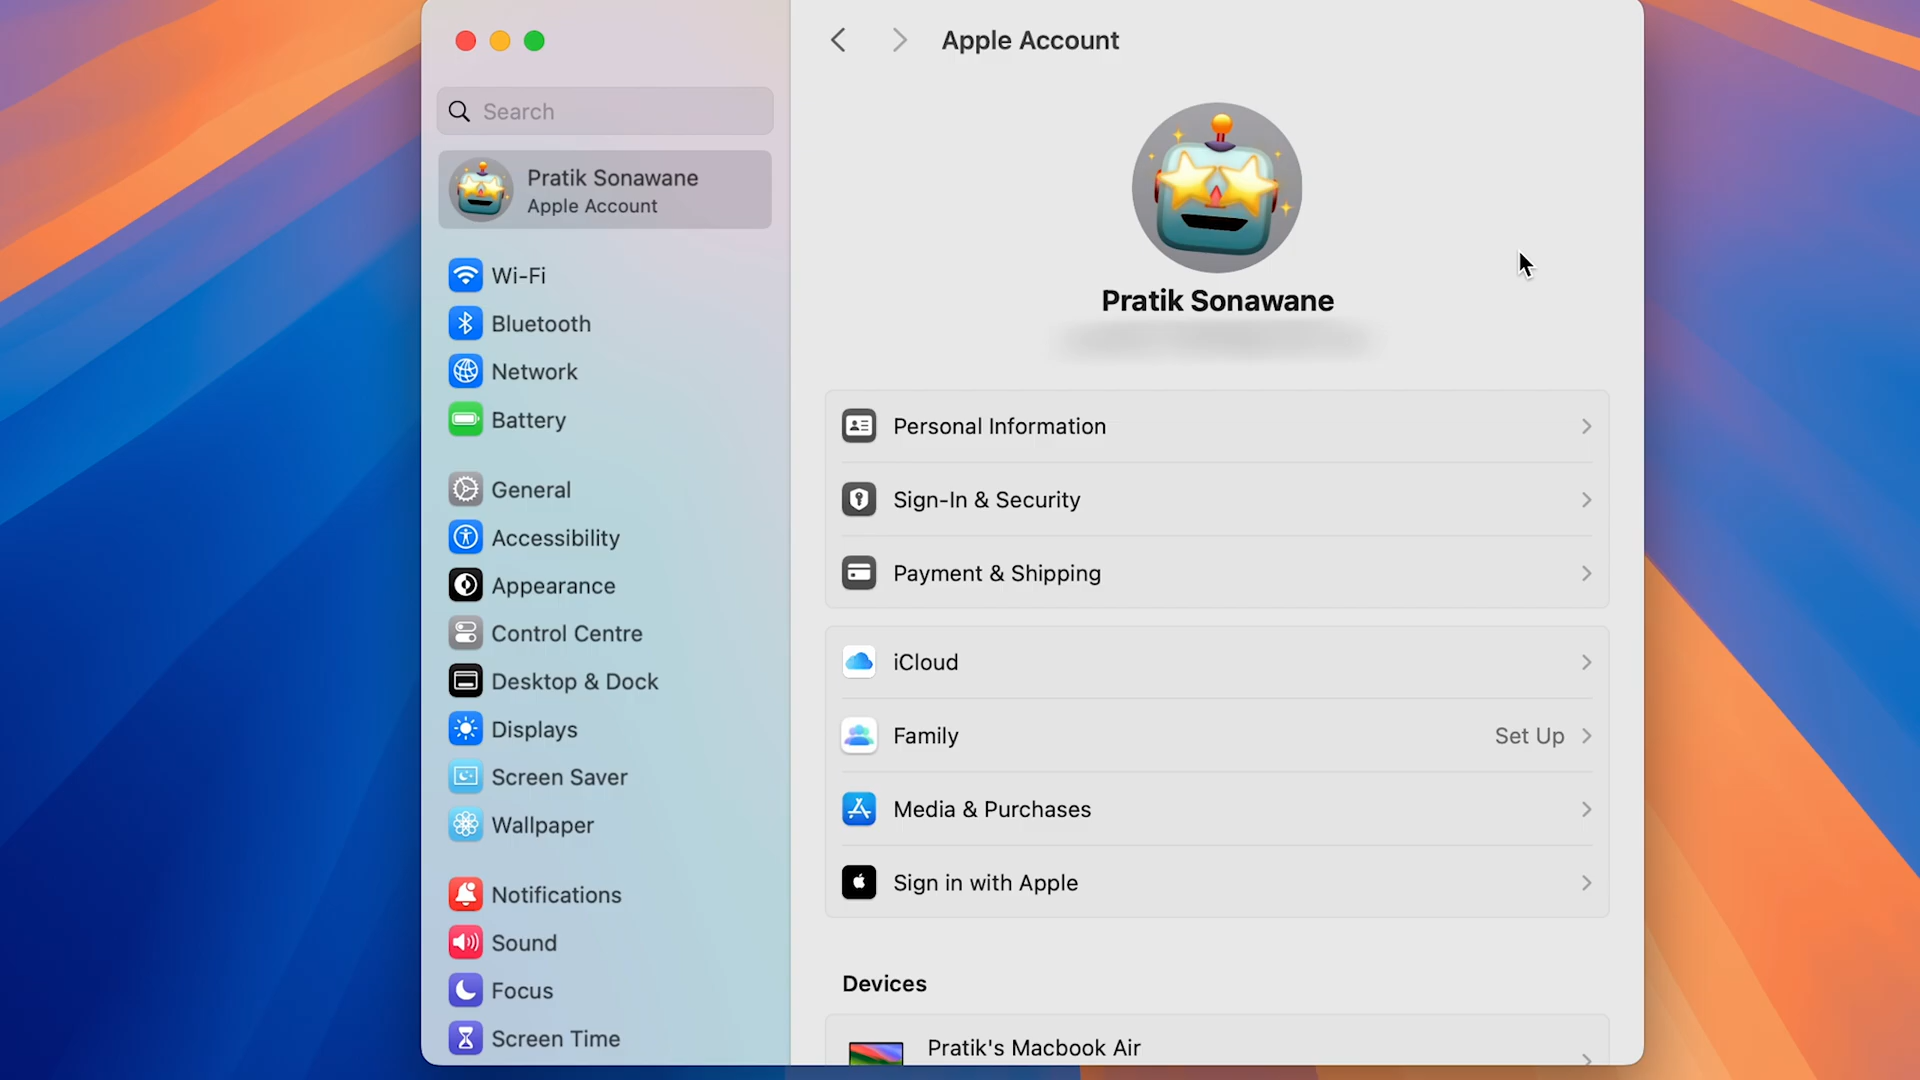 Apple Account
Search
Pratik Sonawane
Apple Account
Wi-Fi
Bluetooth
Network
Battery
General
Accessibility
Appearance
Control Centre
Desktop & Dock
Displays
Screen Saver
Wallpaper
Notifications
Sound
Focus
Screen Time
Pratik Sonawane
Personal Information
Sign-In & Security
Payment & Shipping
iCloud
Family Set Up
Media & Purchases
Sign in with Apple
Devices
Pratik's Macbook Air